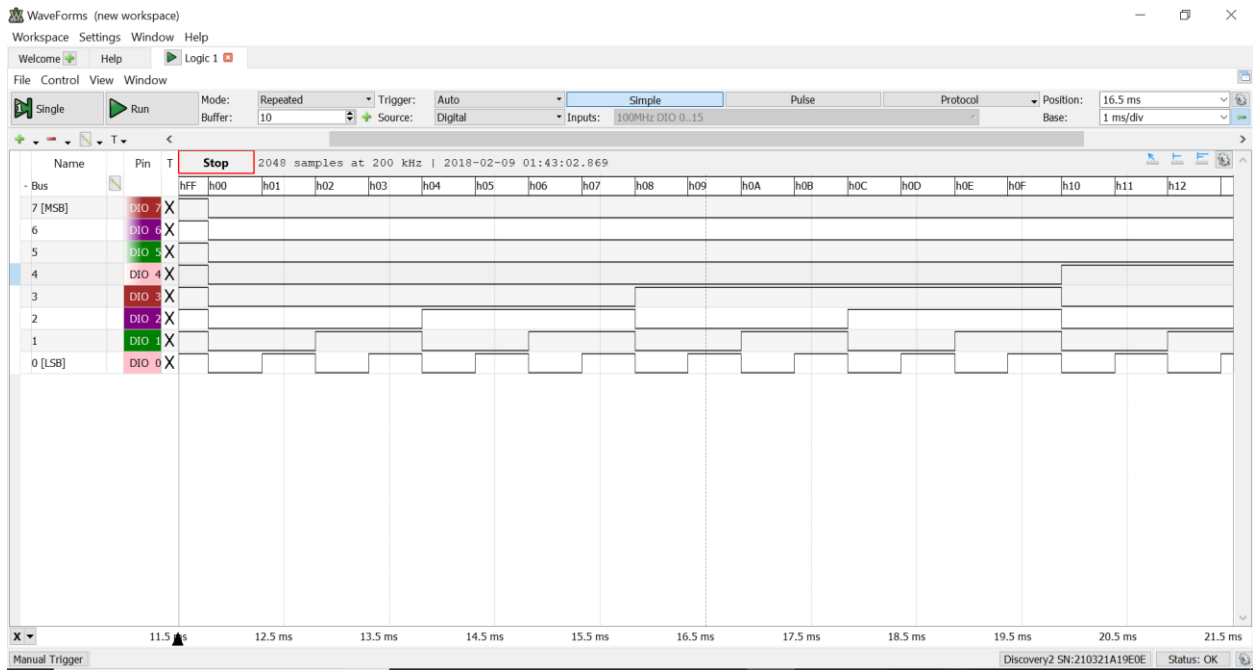 WaveForms (new workspace)
Workspace Settings Window Help
Welcome Help Logic 1
File Control View Window
Single Run Mode: Repeated Trigger: Auto Simple Pulse Protocol Position: 16.5 ms
Buffer: 10 Source: Digital Inputs: 100MHz DIO 0..15 Base: 1 ms/div
T
Name Pin T Stop 2048 samples at 200 kHz | 2018-02-09 01:43:02.869
- Bus hFF h00 h01 h02 h03 h04 h05 h06 h07 h08 h09 h0A h0B h0C h0D h0E h0F h10 h11 h12
7 [MSB] DIO 7 X
6 DIO 6 X
5 DIO 5 X
4 DIO 4 X
3 DIO 3 X
2 DIO 2 X
1 DIO 1 X
0 [LSB] DIO 0 X
X 11.5 ms 12.5 ms 13.5 ms 14.5 ms 15.5 ms 16.5 ms 17.5 ms 18.5 ms 19.5 ms 20.5 ms 21.5 ms
Manual Trigger Discovery2 SN:210321A19E0E Status: OK